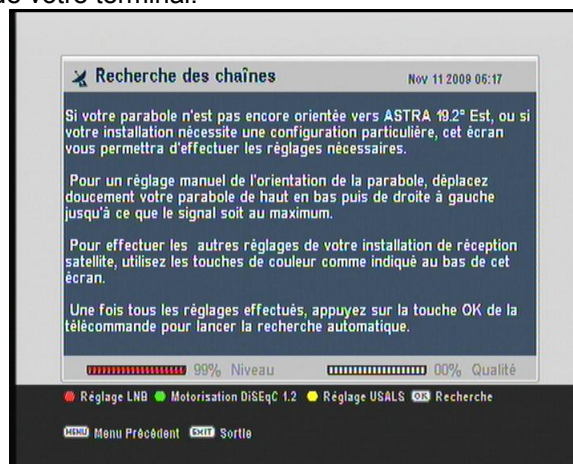 de votre terminal.
Recherche des chaînes
Nov 11 2009 06:17
Si votre parabole n'est pas encore orientée vers ASTRA 19.2° Est, ou si
votre installation nécessite une configuration particulière, cet écran
vous permettra d'effectuer les réglages nécessaires.
Pour un réglage manuel de l'orientation de la parabole, déplacez
doucement votre parabole de haut en bas puis de droite à gauche
jusqu'à ce que le signal soit au maximum.
Pour effectuer les autres réglages de votre installation de réception
satellite, utilisez les touches de couleur comme indiqué au bas de cet
écran.
Une fois tous les réglages effectués, appuyez sur la touche OK de la
télécommande pour lancer la recherche automatique.
99% Niveau 00% Qualité
Réglage LNB Motorisation DiSEqC 1.2 Réglage USALS OK Recherche
MENU Menu Précédent EXIT Sortie